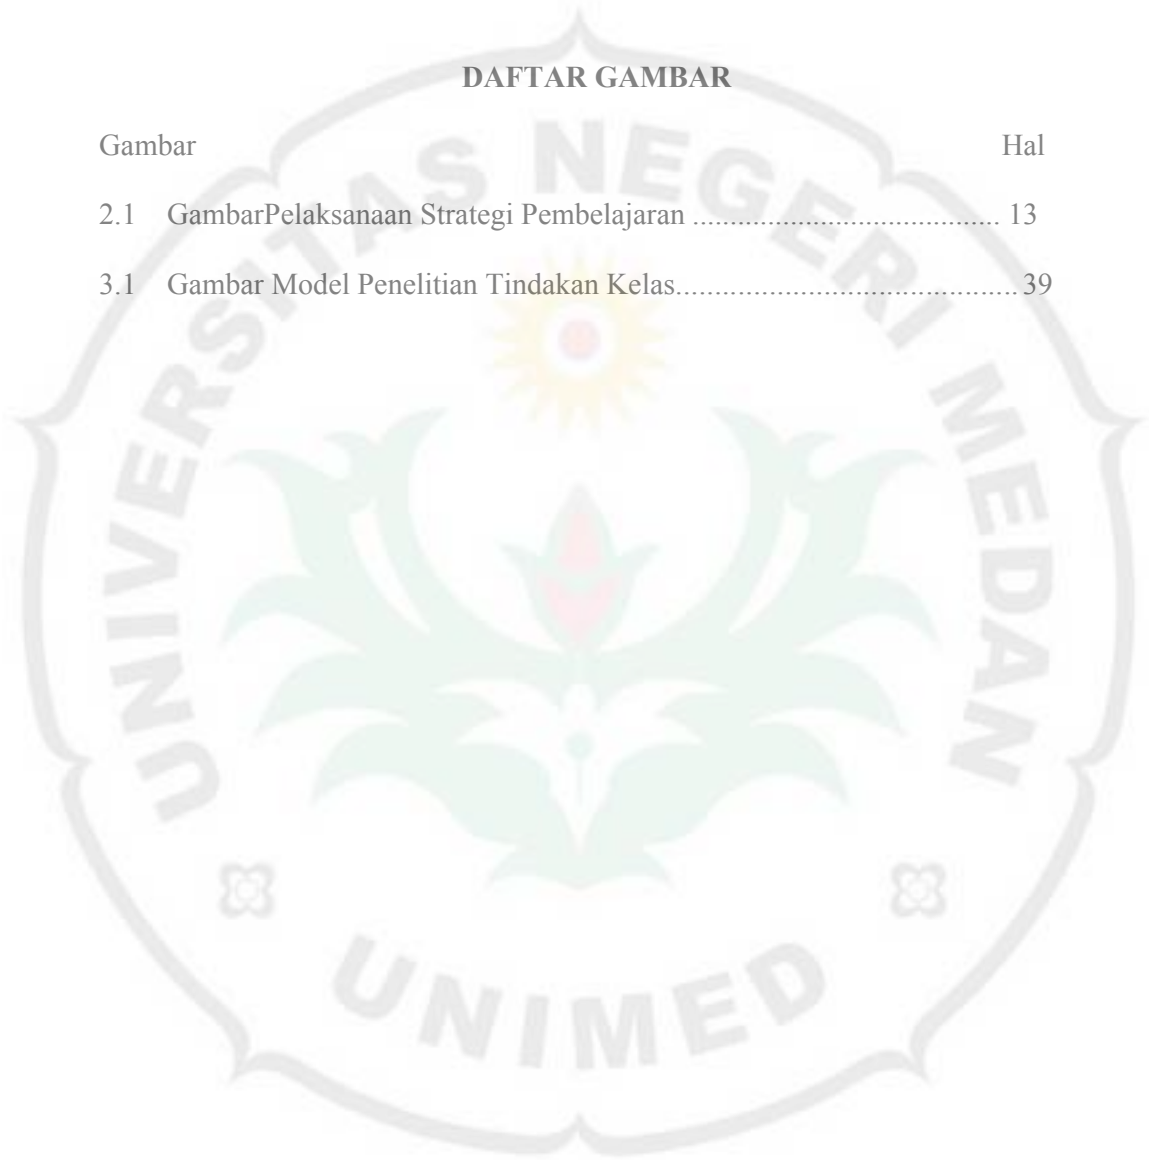 DAFTAR GAMBAR
Gambar Hal
2.1 GambarPelaksanaan Strategi Pembelajaran ......................................... 13
3.1 Gambar Model Penelitian Tindakan Kelas.............................................. 39
UNIVERSITAS NEGERI MEDAN
UNIMED